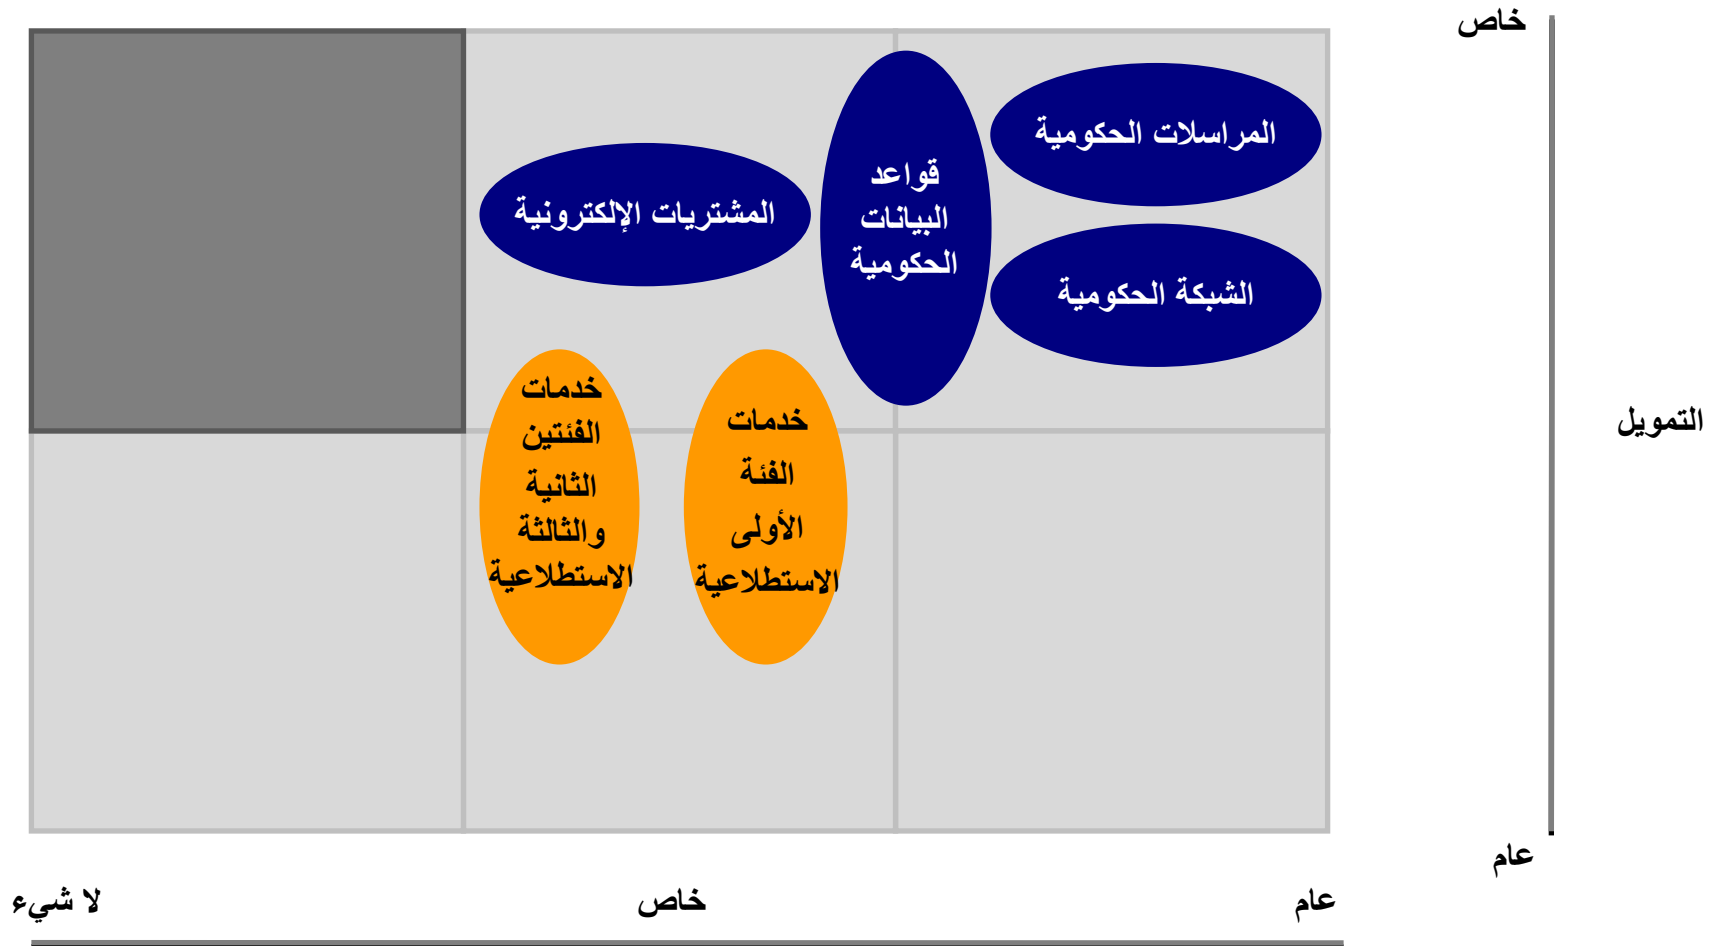 خاص
المراسلات الحكومية
قواعد
البيانات
الحكومية
المشتريات الإلكترونية
الشبكة الحكومية
خدمات
الفئة
الأولى
الاستطلاعية
خدمات
الفئتين
الثانية
والثالثة
الاستطلاعية
التمويل
عام
عام
خاص
لا شيء